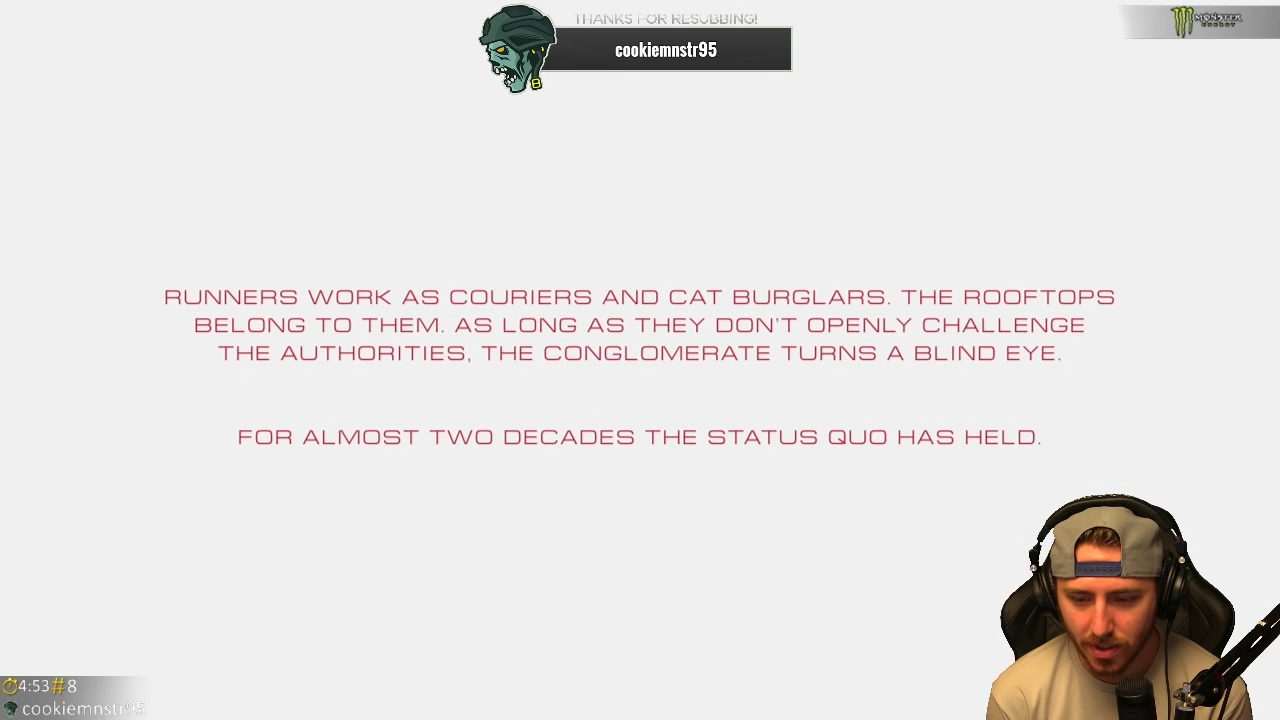 THANKS FOR RESUBBING!
cookiemnstr95
MONSTER
ENERGY
RUNNERS WORK AS COURIERS AND CAT BURGLARS. THE ROOFTOPS
BELONG TO THEM. AS LONG AS THEY DON'T OPENLY CHALLENGE
THE AUTHORITIES, THE CONGLOMERATE TURNS A BLIND EYE.
FOR ALMOST TWO DECADES THE STATUS QUO HAS HELD.
4:53 # 8
cookiemnstr95